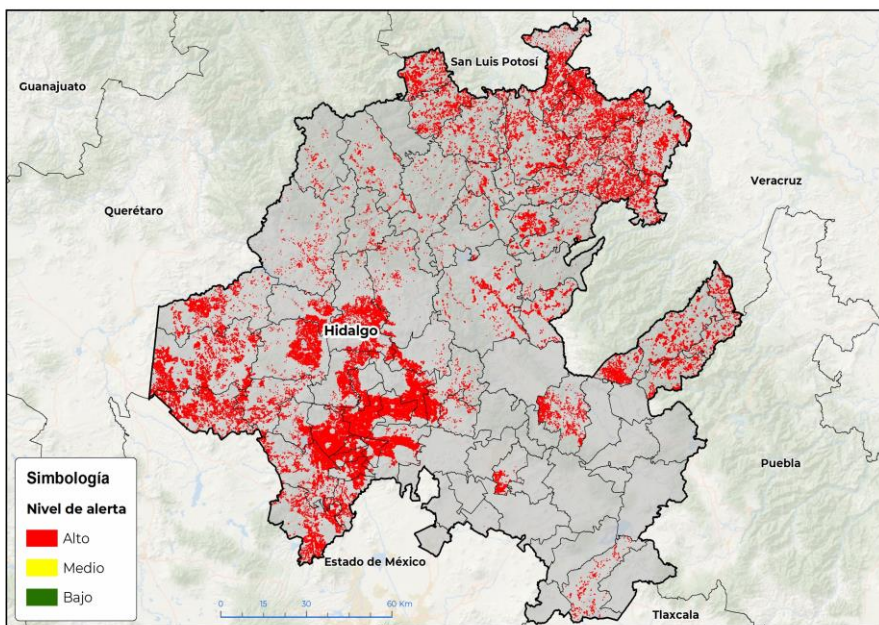 San Luis Potosí
Guanajuato
Veracruz
Querétaro
Hidalgo
Puebla
Simbología
Nivel de alerta
Alto
Medio
Bajo
Estado de México
0 15 30 60 Km
Tlaxcala